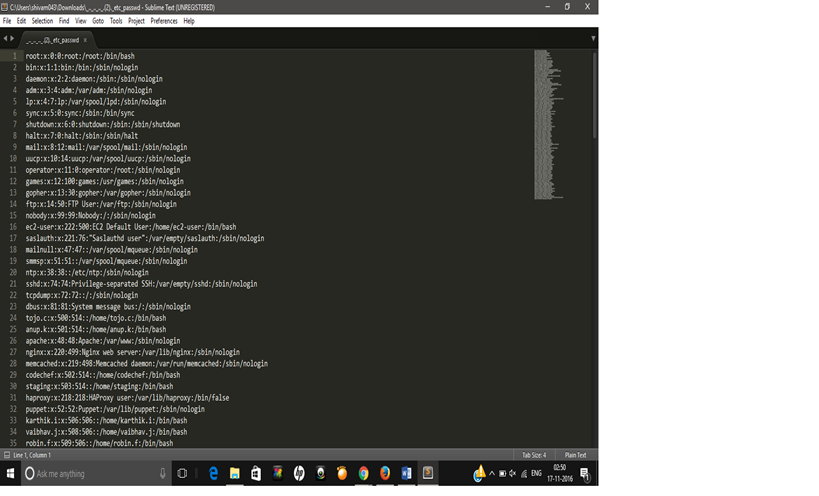 C:\Users\shivam043\Downloads\_-_-_-_.(2)._etc_passwd - Sublime Text (UNREGISTERED)
File Edit Selection Find View Goto Tools Project Preferences Help
_-_-_-_.(2)._etc_passwd ×
1 root:x:0:0:root:/root:/bin/bash
2 bin:x:1:1:bin:/bin:/sbin/nologin
3 daemon:x:2:2:daemon:/sbin:/sbin/nologin
4 adm:x:3:4:adm:/var/adm:/sbin/nologin
5 lp:x:4:7:lp:/var/spool/lpd:/sbin/nologin
6 sync:x:5:0:sync:/sbin:/bin/sync
7 shutdown:x:6:0:shutdown:/sbin:/sbin/shutdown
8 halt:x:7:0:halt:/sbin:/sbin/halt
9 mail:x:8:12:mail:/var/spool/mail:/sbin/nologin
10 uucp:x:10:14:uucp:/var/spool/uucp:/sbin/nologin
11 operator:x:11:0:operator:/root:/sbin/nologin
12 games:x:12:100:games:/usr/games:/sbin/nologin
13 gopher:x:13:30:gopher:/var/gopher:/sbin/nologin
14 ftp:x:14:50:FTP User:/var/ftp:/sbin/nologin
15 nobody:x:99:99:Nobody:/:/sbin/nologin
16 ec2-user:x:222:500:EC2 Default User:/home/ec2-user:/bin/bash
17 saslauth:x:221:76:"Saslauthd user":/var/empty/saslauth:/sbin/nologin
18 mailnull:x:47:47::/var/spool/mqueue:/sbin/nologin
19 smmsp:x:51:51::/var/spool/mqueue:/sbin/nologin
20 ntp:x:38:38::/etc/ntp:/sbin/nologin
21 sshd:x:74:74:Privilege-separated SSH:/var/empty/sshd:/sbin/nologin
22 tcpdump:x:72:72::/:/sbin/nologin
23 dbus:x:81:81:System message bus:/:/sbin/nologin
24 tojo.c:x:500:514::/home/tojo.c:/bin/bash
25 anup.k:x:501:514::/home/anup.k:/bin/bash
26 apache:x:48:48:Apache:/var/www:/sbin/nologin
27 nginx:x:220:499:Nginx web server:/var/lib/nginx:/sbin/nologin
28 memcached:x:219:498:Memcached daemon:/var/run/memcached:/sbin/nologin
29 codechef:x:502:514::/home/codechef:/bin/bash
30 staging:x:503:514::/home/staging:/bin/bash
31 haproxy:x:218:218:HAProxy user:/var/lib/haproxy:/bin/false
32 puppet:x:52:52:Puppet:/var/lib/puppet:/sbin/nologin
33 karthik.i:x:506:506::/home/karthik.i:/bin/bash
34 vaibhav.j:x:508:506::/home/vaibhav.j:/bin/bash
35 robin.f:x:509:506::/home/robin.f:/bin/bash
Line 1, Column 1 Tab Size: 4 Plain Text
Ask me anything ENG 02:50
17-11-2016